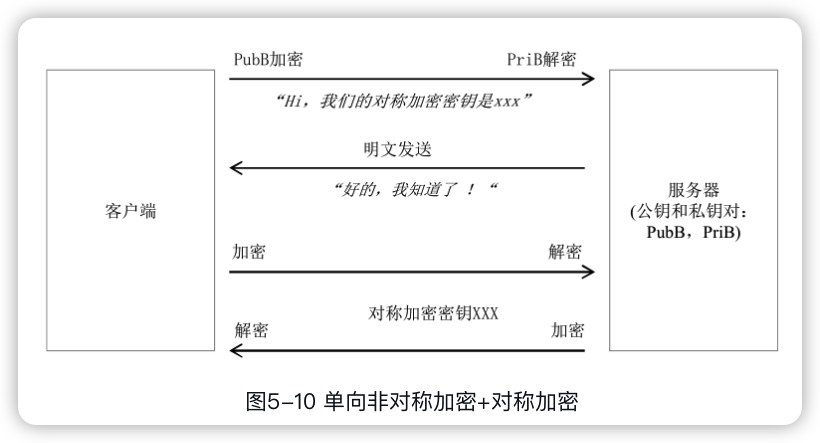 PubB加密
PriB解密
“Hi，我们的对称加密密钥是xxx”
明文发送
“好的，我知道了 ！“
客户端
服务器
(公钥和私钥对：
PubB，PriB)
加密
解密
对称加密密钥XXX
解密
加密
图5-10 单向非对称加密+对称加密